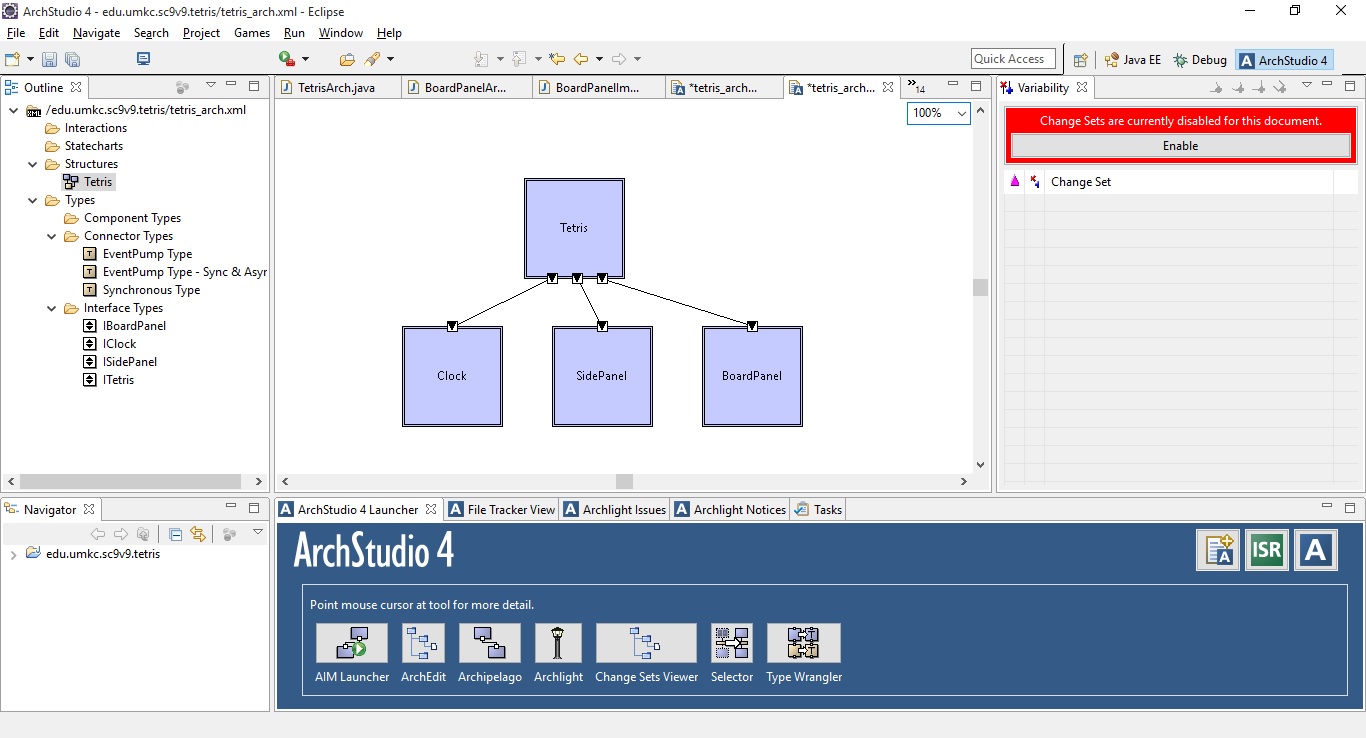 ArchStudio 4 - edu.umkc.sc9v9.tetris/tetris_arch.xml - Eclipse
File Edit Navigate Search Project Games Run Window Help
Quick Access
Java EE
Debug
A ArchStudio 4
Outline
/edu.umkc.sc9v9.tetris/tetris_arch.xml
Interactions
Statecharts
Structures
Tetris
Types
Component Types
Connector Types
EventPump Type
EventPump Type - Sync & Asyr
Synchronous Type
Interface Types
IBoardPanel
IClock
ISidePanel
ITetris
TetrisArch.java
BoardPanelAr...
BoardPanelIm...
*tetris_arch...
*tetris_arch...
»14
100%
Tetris
Clock
SidePanel
BoardPanel
Variability
Change Sets are currently disabled for this document.
Enable
Change Set
Navigator
edu.umkc.sc9v9.tetris
A ArchStudio 4 Launcher
A File Tracker View
A Archlight Issues
A Archlight Notices
Tasks
ArchStudio 4
A
ISR
A
Point mouse cursor at tool for more detail.
AIM Launcher
ArchEdit
Archipelago
Archlight
Change Sets Viewer
Selector
Type Wrangler